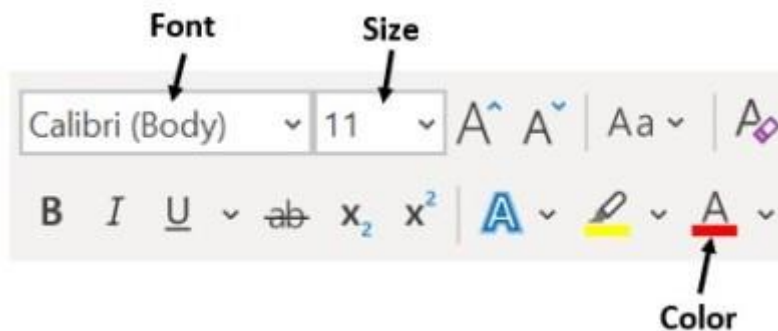 Font Size
Calibri (Body) 11 A A Aa A
B I U ab x₂ x² A A
Color